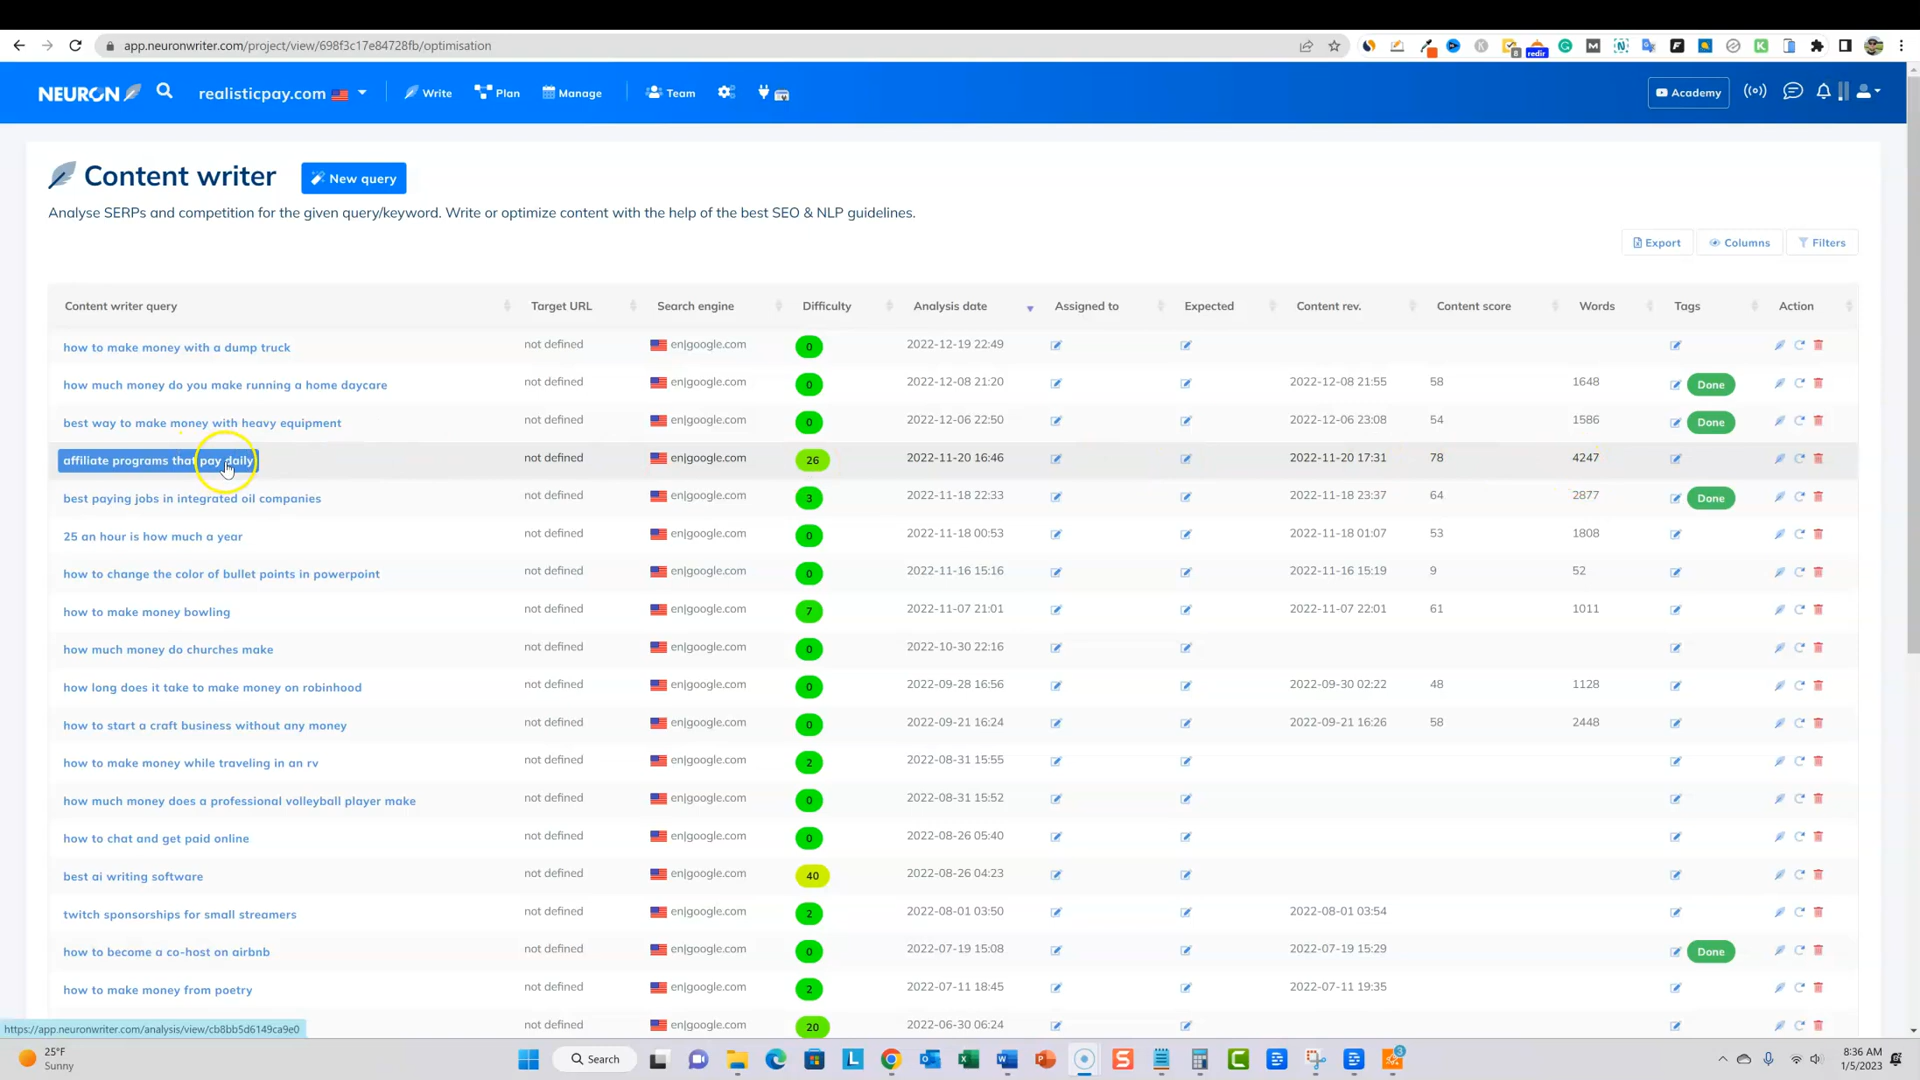 app.neuronwriter.com/project/view/698f3c17e84728fb/optimisation
8
redir
NEURON
realisticpay.com
Write
Plan
Manage
Team
Academy
Content writer
New query
Analyse SERPs and competition for the given query/keyword. Write or optimize content with the help of the best SEO & NLP guidelines.
Export
Columns
Filters
Content writer query Target URL Search engine Difficulty Analysis date Assigned to Expected Content rev. Content score Words Tags Action
how to make money with a dump truck not defined en|google.com 0 2022-12-19 22:49
how much money do you make running a home daycare not defined en|google.com 0 2022-12-08 21:20 2022-12-08 21:55 58 1648 Done
best way to make money with heavy equipment not defined en|google.com 0 2022-12-06 22:50 2022-12-06 23:08 54 1586 Done
affiliate programs that pay daily not defined en|google.com 26 2022-11-20 16:46 2022-11-20 17:31 78 4247
best paying jobs in integrated oil companies not defined en|google.com 3 2022-11-18 22:33 2022-11-18 23:37 64 2877 Done
25 an hour is how much a year not defined en|google.com 0 2022-11-18 00:53 2022-11-18 01:07 53 1808
how to change the color of bullet points in powerpoint not defined en|google.com 0 2022-11-16 15:16 2022-11-16 15:19 9 52
how to make money bowling not defined en|google.com 7 2022-11-07 21:01 2022-11-07 22:01 61 1011
how much money do churches make not defined en|google.com 0 2022-10-30 22:16
how long does it take to make money on robinhood not defined en|google.com 0 2022-09-28 16:56 2022-09-30 02:22 48 1128
how to start a craft business without any money not defined en|google.com 0 2022-09-21 16:24 2022-09-21 16:26 58 2448
how to make money while traveling in an rv not defined en|google.com 2 2022-08-31 15:55
how much money does a professional volleyball player make not defined en|google.com 0 2022-08-31 15:52
how to chat and get paid online not defined en|google.com 0 2022-08-26 05:40
best ai writing software not defined en|google.com 40 2022-08-26 04:23
twitch sponsorships for small streamers not defined en|google.com 2 2022-08-01 03:50 2022-08-01 03:54
how to become a co-host on airbnb not defined en|google.com 0 2022-07-19 15:08 2022-07-19 15:29 Done
how to make money from poetry not defined en|google.com 2 2022-07-11 18:45 2022-07-11 19:35
not defined en|google.com 20 2022-06-30 06:24
https://app.neuronwriter.com/analysis/view/cb8bb5d6149ca9e0
25°F
Sunny
Search
3
8:36 AM
1/5/2023